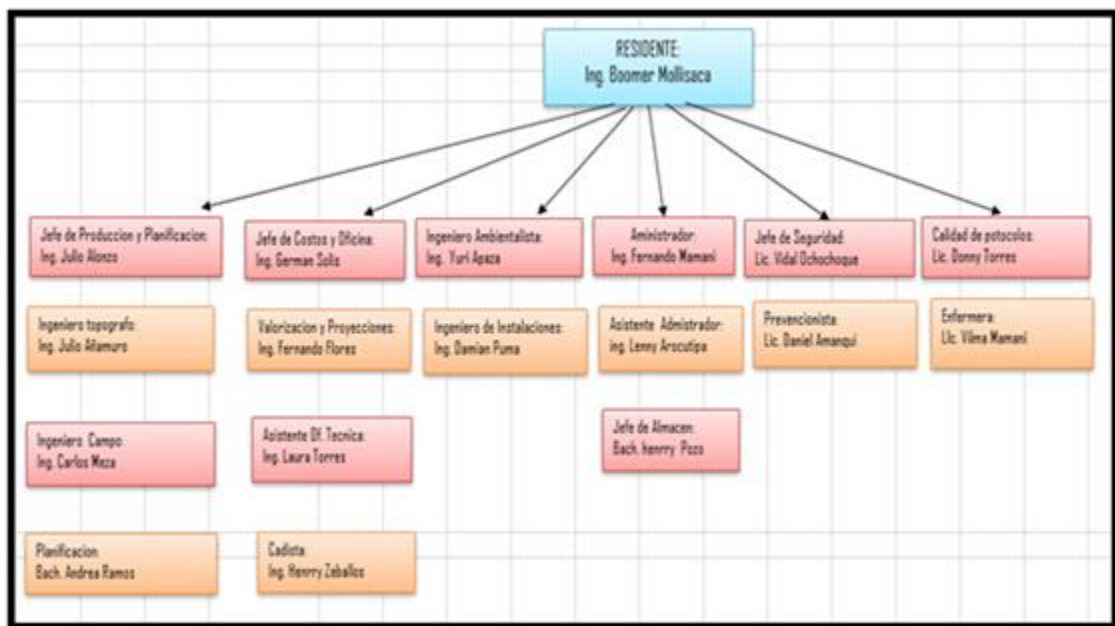 RESIDENTE:
Ing. Boomer Mollisaca
Jefe de Produccion y Planificacion:
Ing. Julio Alonzo
Jefe de Costos y Oficina:
Ing. German Solis
Ingeniero Ambientalista:
Ing. Yuri Apaza
Aministrador:
Ing. Fernando Mamani
Jefe de Seguridad:
Lic. Vidal Ochochoque
Calidad de potocolos:
Lic. Donny Torres
Ingeniero topografo:
Ing. Julio Añamuro
Valorizacion y Proyecciones:
Ing. Fernando Flores
Ingeniero de Instalaciones:
Ing. Damian Puma
Asistente Admistrador:
ing. Lenny Arocutipa
Prevencionista:
Lic. Daniel Amanqui
Enfermera:
Llc. Vilma Mamani
Ingeniero Campo
Ing. Carlos Meza
Asistente Of. Tecnica:
Ing. Laura Torres
Jefe de Almacen:
Bach. henrry Pozo
Planificacion:
Bach. Andrea Ramos
Cadista:
Ing. Henrry Zeballos